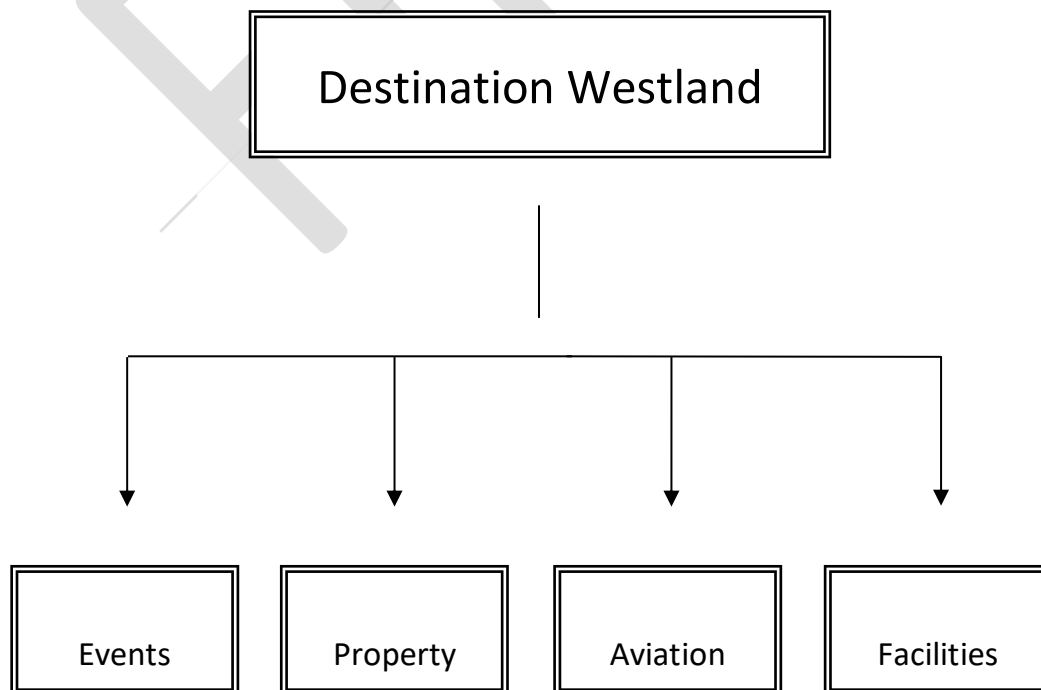 Destination Westland
Events
Property
Aviation
Facilities